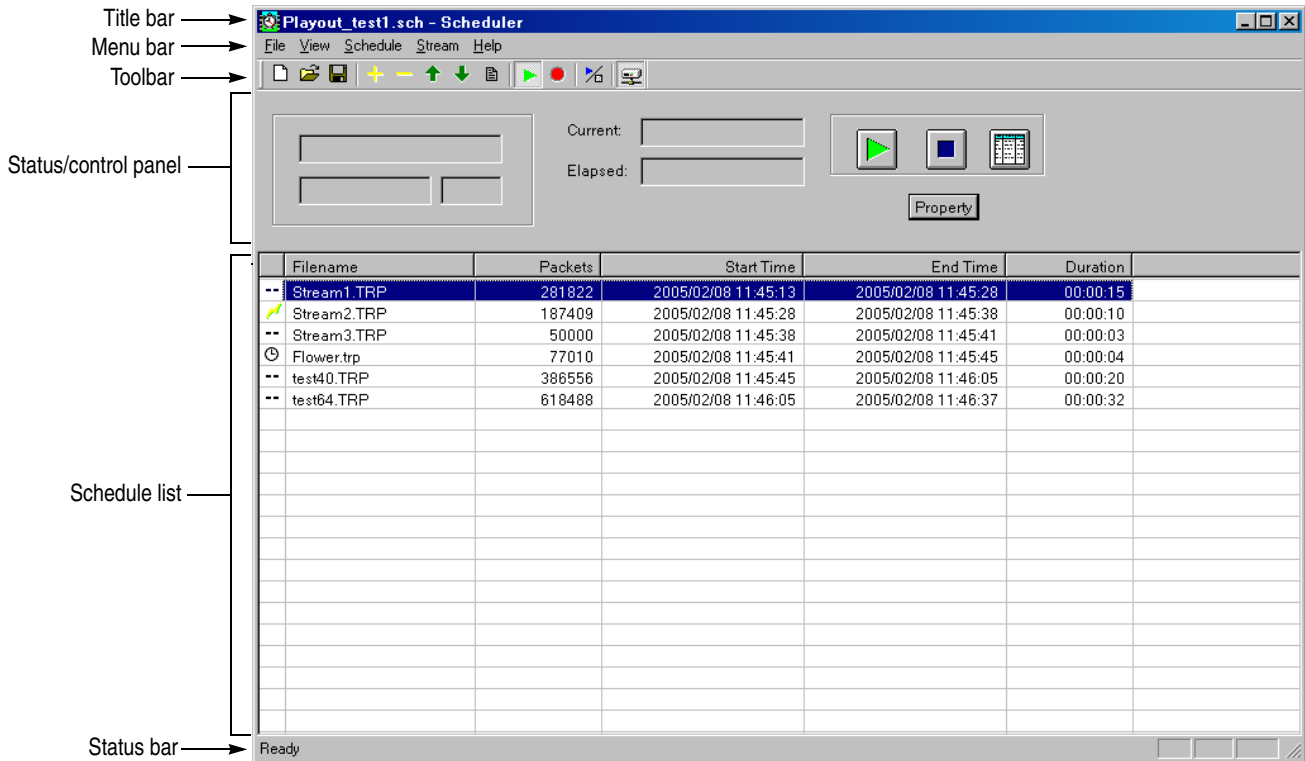 Title bar
Playout_test1.sch - Scheduler
Menu bar
File View Schedule Stream Help
Toolbar
Status/control panel
Current:
Elapsed:
Property
Schedule list
Filename Packets Start Time End Time Duration
-- Stream1.TRP 281822 2005/02/08 11:45:13 2005/02/08 11:45:28 00:00:15
Stream2.TRP 187409 2005/02/08 11:45:28 2005/02/08 11:45:38 00:00:10
-- Stream3.TRP 50000 2005/02/08 11:45:38 2005/02/08 11:45:41 00:00:03
Flower.trp 77010 2005/02/08 11:45:41 2005/02/08 11:45:45 00:00:04
-- test40.TRP 386556 2005/02/08 11:45:45 2005/02/08 11:46:05 00:00:20
-- test64.TRP 618488 2005/02/08 11:46:05 2005/02/08 11:46:37 00:00:32
Status bar
Ready